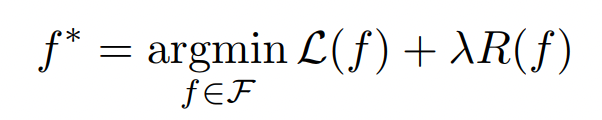 f* = argmin ℒ(f) + λR(f)
f∈ℱ